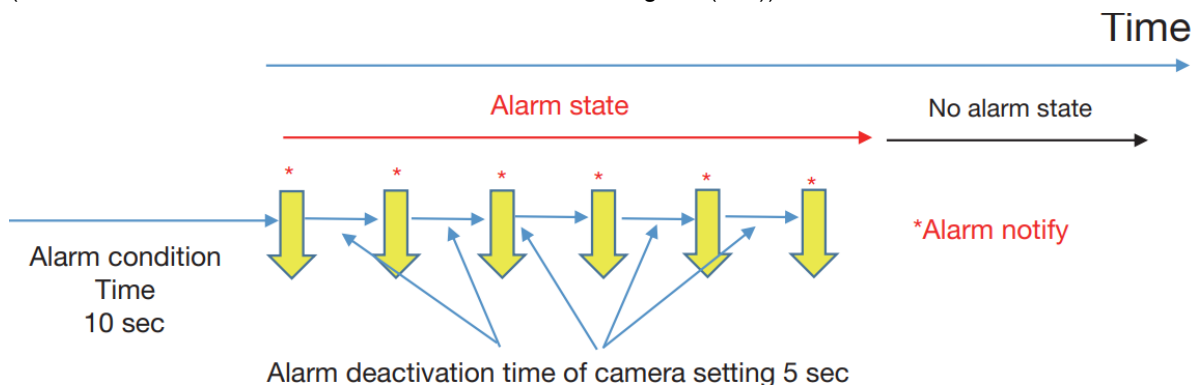 Time
Alarm state
No alarm state
* * * * * *
*Alarm notify
Alarm condition
Time
10 sec
Alarm deactivation time of camera setting 5 sec